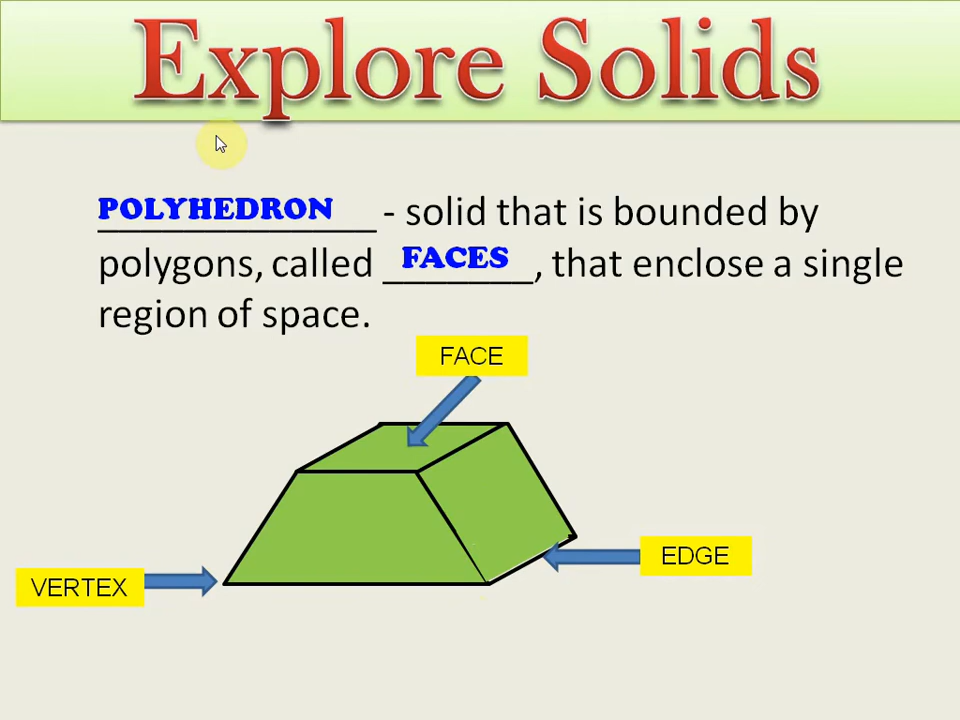 Explore Solids
POLYHEDRON - solid that is bounded by
polygons, called FACES, that enclose a single
region of space.
FACE
EDGE
VERTEX